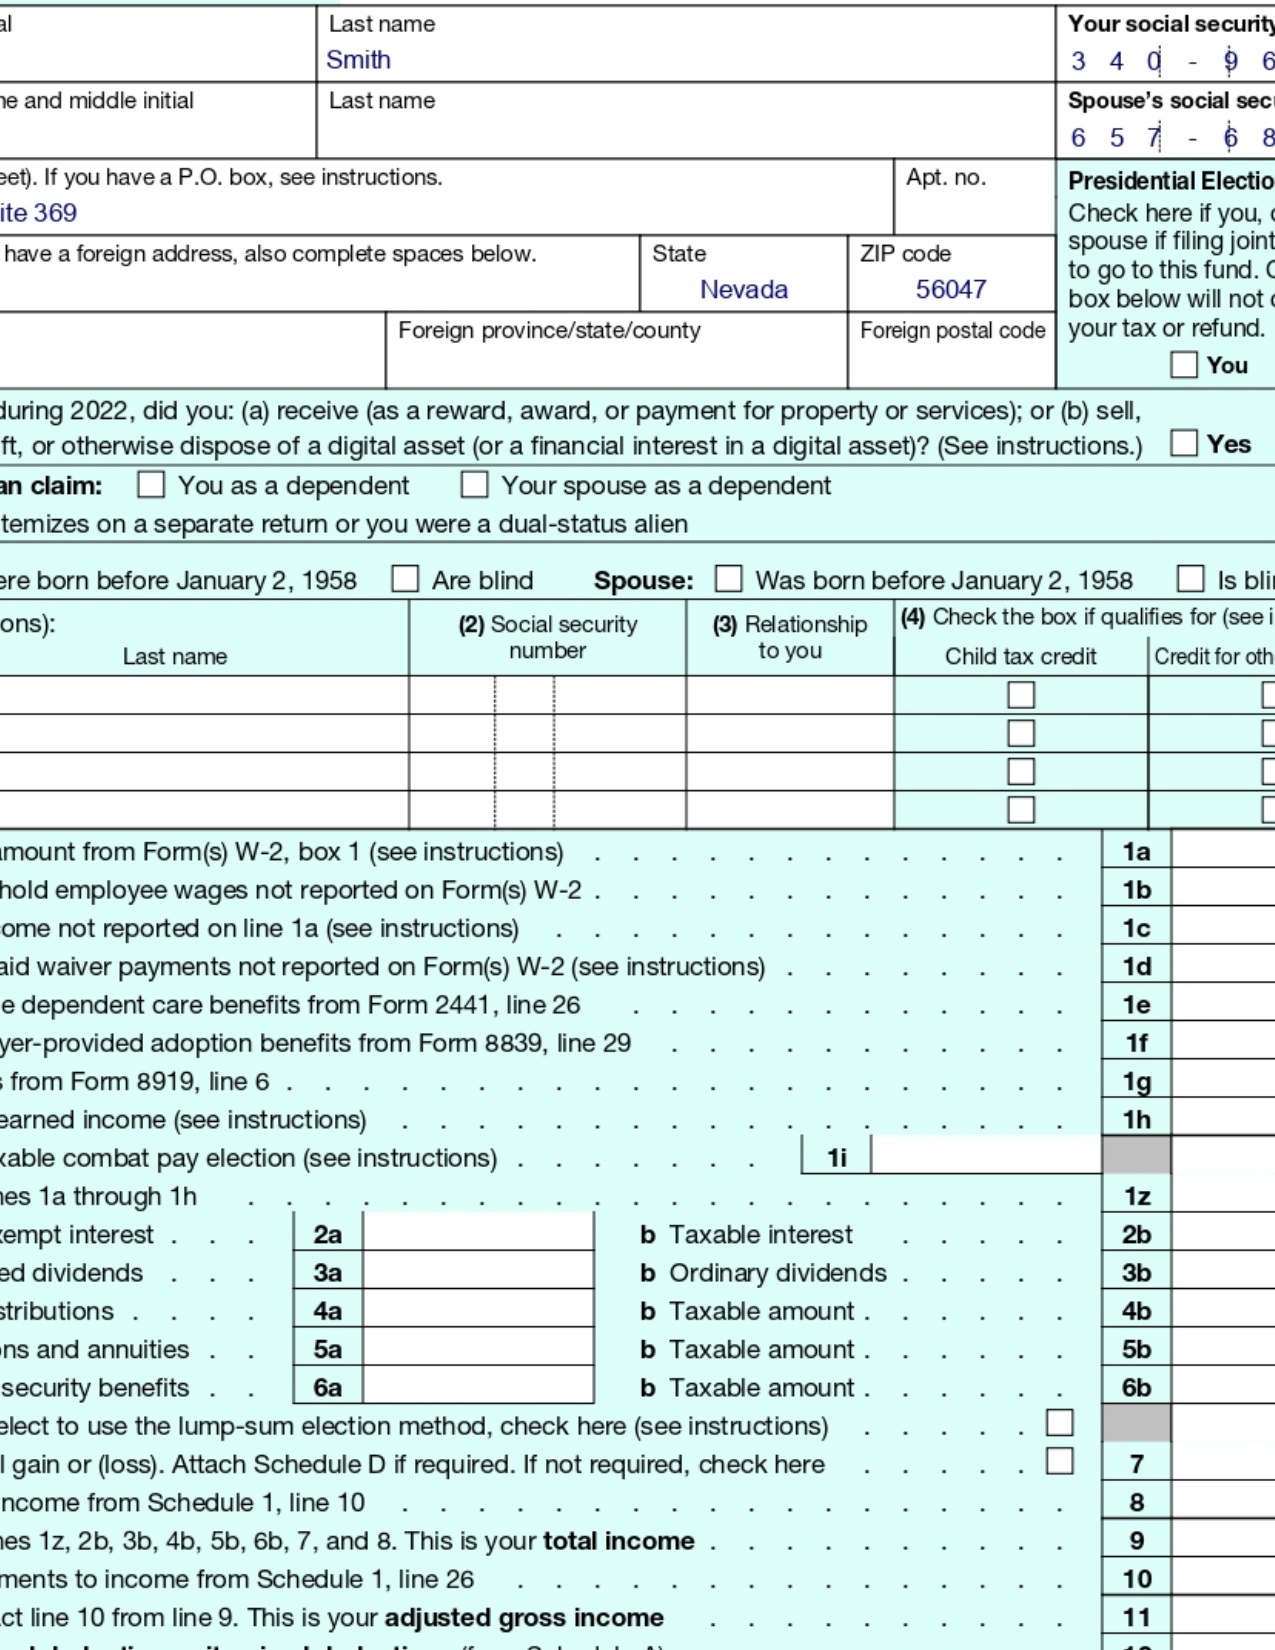 al Last name Your social security
Smith 3 4 0 - 9 6
ne and middle initial Last name Spouse's social secu
6 5 7 - 6 8
eet). If you have a P.O. box, see instructions. Apt. no. Presidential Electio
ite 369 Check here if you, o
spouse if filing joint
have a foreign address, also complete spaces below. State ZIP code to go to this fund. C
Nevada 56047 box below will not c
Foreign province/state/county Foreign postal code your tax or refund.
You
during 2022, did you: (a) receive (as a reward, award, or payment for property or services); or (b) sell,
ft, or otherwise dispose of a digital asset (or a financial interest in a digital asset)? (See instructions.) Yes
an claim: You as a dependent Your spouse as a dependent
temizes on a separate return or you were a dual-status alien
ere born before January 2, 1958 Are blind Spouse: Was born before January 2, 1958 Is blin
ons): (2) Social security number (3) Relationship to you (4) Check the box if qualifies for (see i
Last name Child tax credit Credit for oth
amount from Form(s) W-2, box 1 (see instructions) . . . . . . . . . . . . . 1a
hold employee wages not reported on Form(s) W-2 . . . . . . . . . . . . . 1b
come not reported on line 1a (see instructions) . . . . . . . . . . . . . . 1c
aid waiver payments not reported on Form(s) W-2 (see instructions) . . . . . . . . 1d
e dependent care benefits from Form 2441, line 26 . . . . . . . . . . . . 1e
yer-provided adoption benefits from Form 8839, line 29 . . . . . . . . . . . 1f
s from Form 8919, line 6 . . . . . . . . . . . . . . . . . . . . . 1g
earned income (see instructions) . . . . . . . . . . . . . . . . . . 1h
xable combat pay election (see instructions) . . . . . . . 1i
nes 1a through 1h . . . . . . . . . . . . . . . . . . . . . . 1z
xempt interest . . . 2a b Taxable interest . . . . . 2b
ed dividends . . . 3a b Ordinary dividends . . . . . 3b
stributions . . . . 4a b Taxable amount . . . . . . 4b
ons and annuities . . 5a b Taxable amount . . . . . . 5b
security benefits . . 6a b Taxable amount . . . . . . 6b
elect to use the lump-sum election method, check here (see instructions) . . . . .
l gain or (loss). Attach Schedule D if required. If not required, check here . . . . . 7
income from Schedule 1, line 10 . . . . . . . . . . . . . . . . . . 8
nes 1z, 2b, 3b, 4b, 5b, 6b, 7, and 8. This is your total income . . . . . . . . . . 9
ments to income from Schedule 1, line 26 . . . . . . . . . . . . . . . 10
act line 10 from line 9. This is your adjusted gross income . . . . . . . . . 11